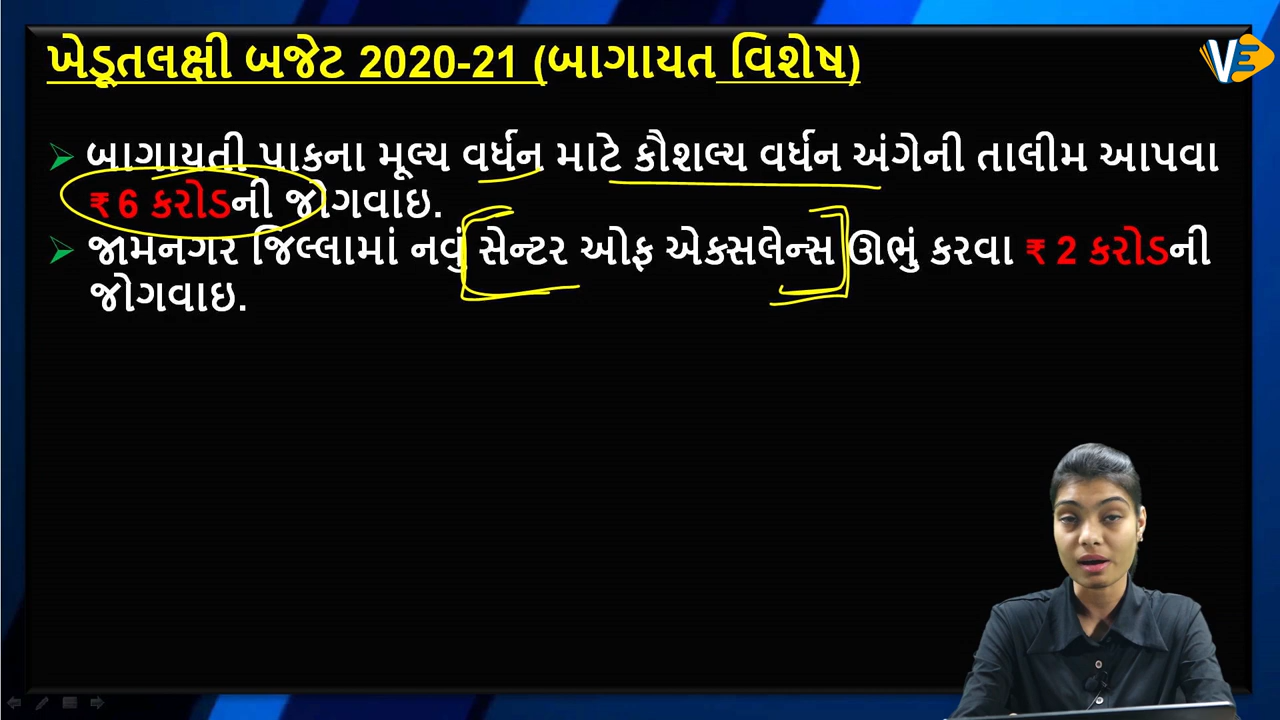 ખેડૂતલક્ષી બજેટ 2020-21 (બાગાયત વિશેષ)
VE
બાગાયતી પાકના મૂલ્ય વર્ધન માટે કૌશલ્ય વર્ધન અંગેની તાલીમ આપવા
₹ 6 કરોડની જોગવાઇ.
જામનગર જિલ્લામાં નવું સેન્ટર ઓફ એક્સલેન્સ ઊભું કરવા ₹ 2 કરોડની
જોગવાઇ.